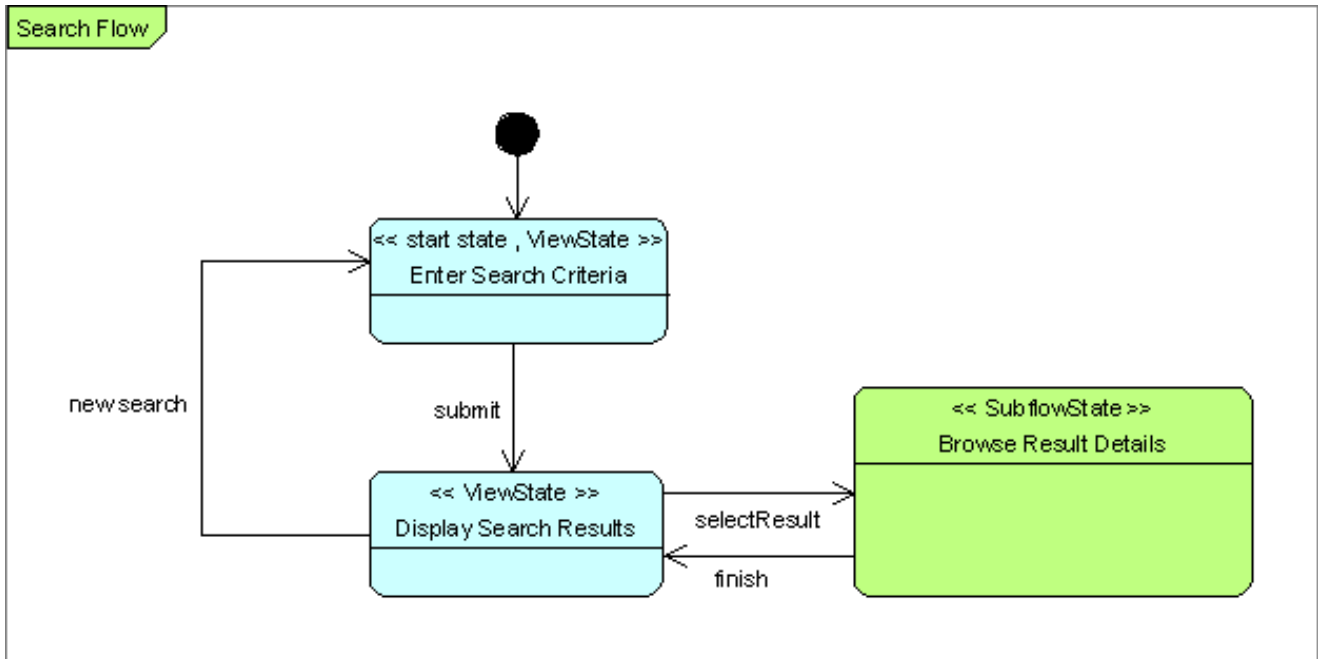 Search Flow
<< start state , ViewState >>
Enter Search Criteria
new search
submit
<< SubflowState >>
Browse Result Details
<< ViewState >>
Display Search Results
selectResult
finish